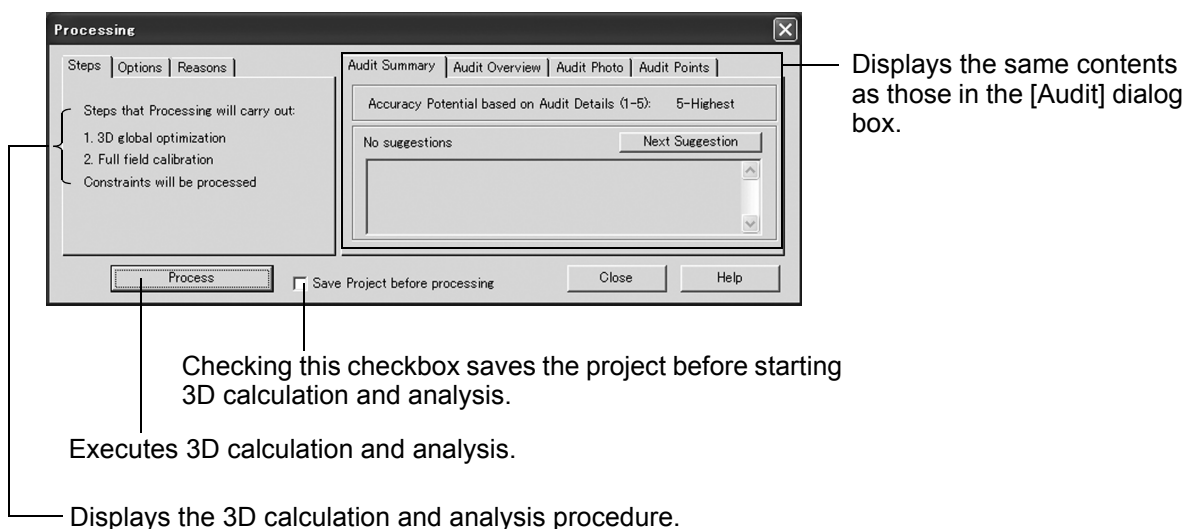 Processing
Steps Options Reasons
Steps that Processing will carry out:
1. 3D global optimization
2. Full field calibration
Constraints will be processed
Audit Summary Audit Overview Audit Photo Audit Points
Accuracy Potential based on Audit Details (1-5): 5-Highest
No suggestions
Next Suggestion
Process
Save Project before processing
Close
Help
Displays the same contents
as those in the [Audit] dialog
box.
Checking this checkbox saves the project before starting
3D calculation and analysis.
Executes 3D calculation and analysis.
Displays the 3D calculation and analysis procedure.